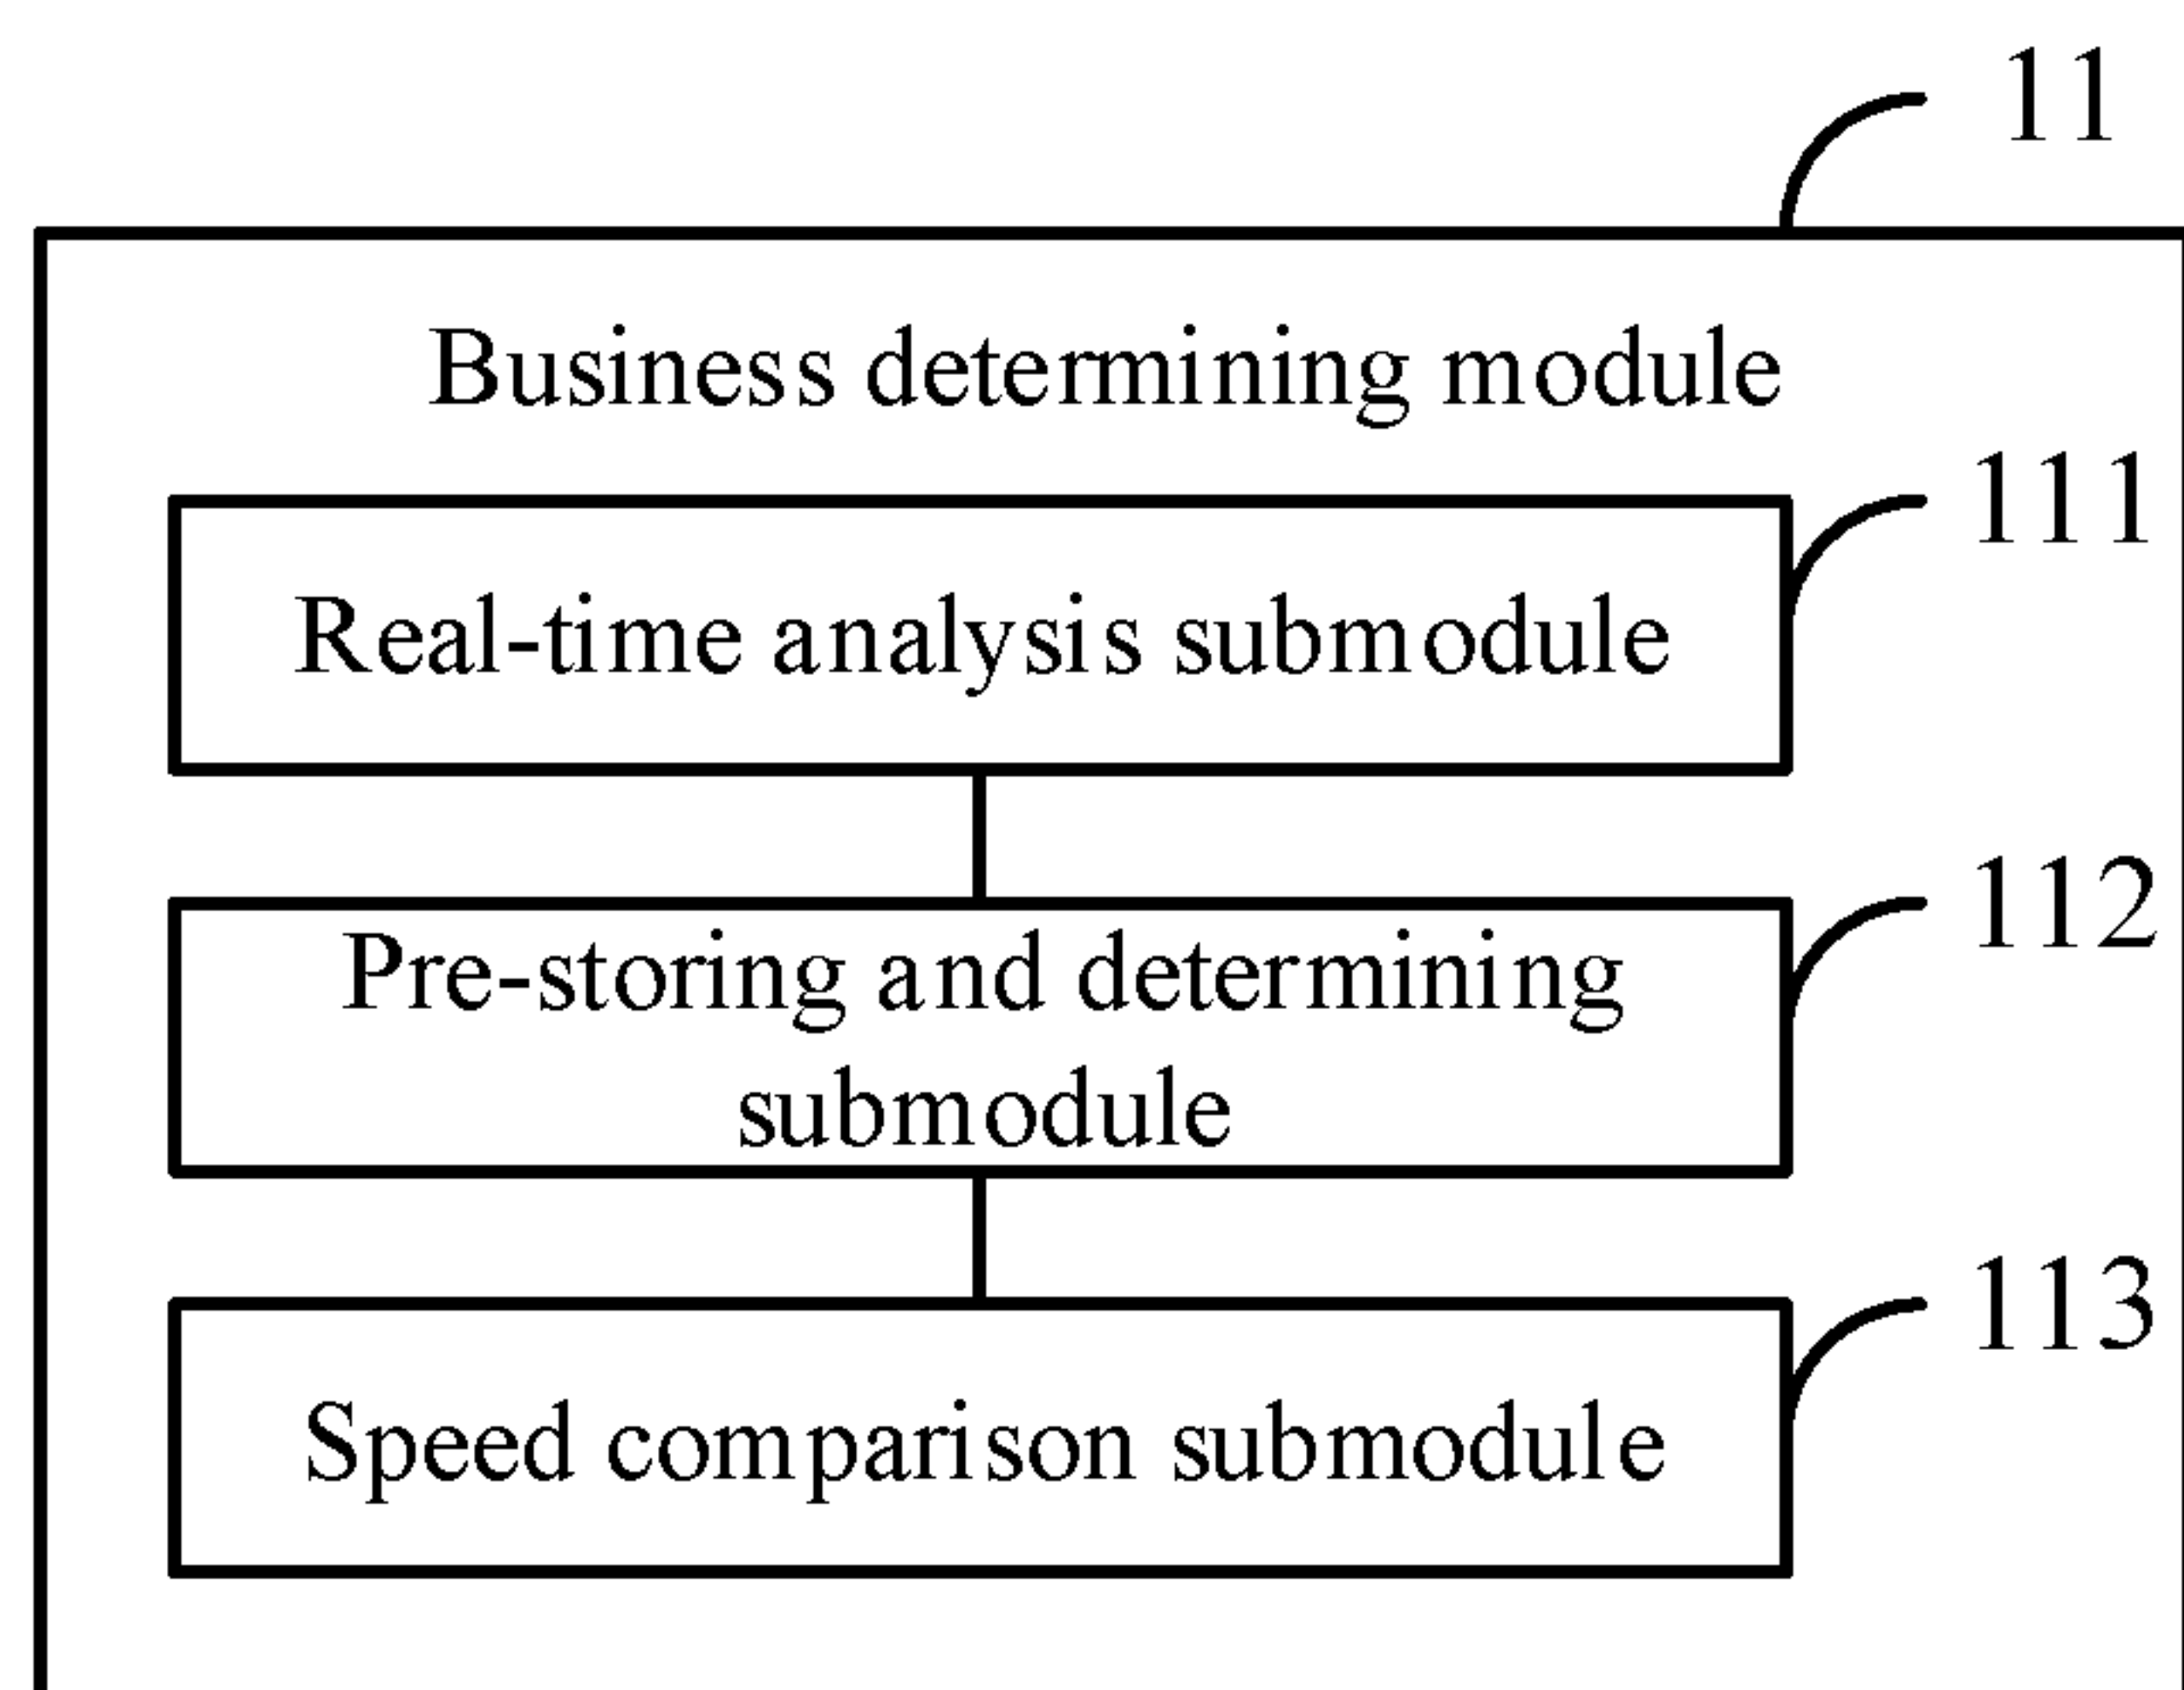 11
Business determining module
111
Real-time analysis submodule
112
Pre-storing and determining
submodule
113
Speed comparison submodule